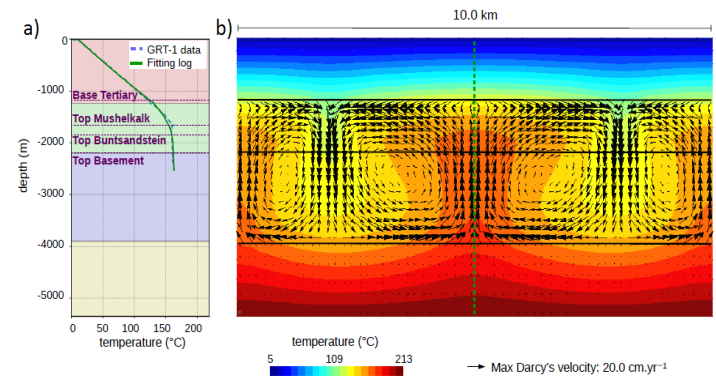 a)
b)
10.0 km
0
GRT-1 data
Fitting log
-1000
Base Tertiary
Top Mushelkalk
-2000
Top Buntsandstein
Top Basement
depth (m)
-3000
-4000
-5000
0 50 100 150 200
temperature (°C)
temperature (°C)
5 109 213
Max Darcy's velocity: 20.0 cm.yr⁻¹